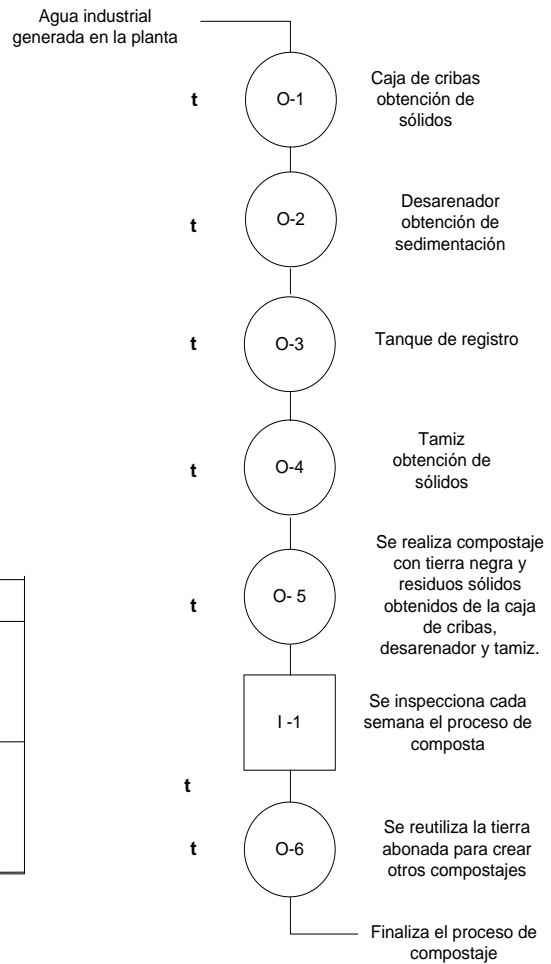 Agua industrial
generada en la planta
t
O-1
Caja de cribas
obtención de
sólidos
t
O-2
Desarenador
obtención de
sedimentación
t
O-3
Tanque de registro
t
O-4
Tamiz
obtención de
sólidos
t
O- 5
Se realiza compostaje
con tierra negra y
residuos sólidos
obtenidos de la caja
de cribas,
desarenador y tamiz.
I -1
Se inspecciona cada
semana el proceso de
composta
t
t
O-6
Se reutiliza la tierra
abonada para crear
otros compostajes
Finaliza el proceso de
compostaje